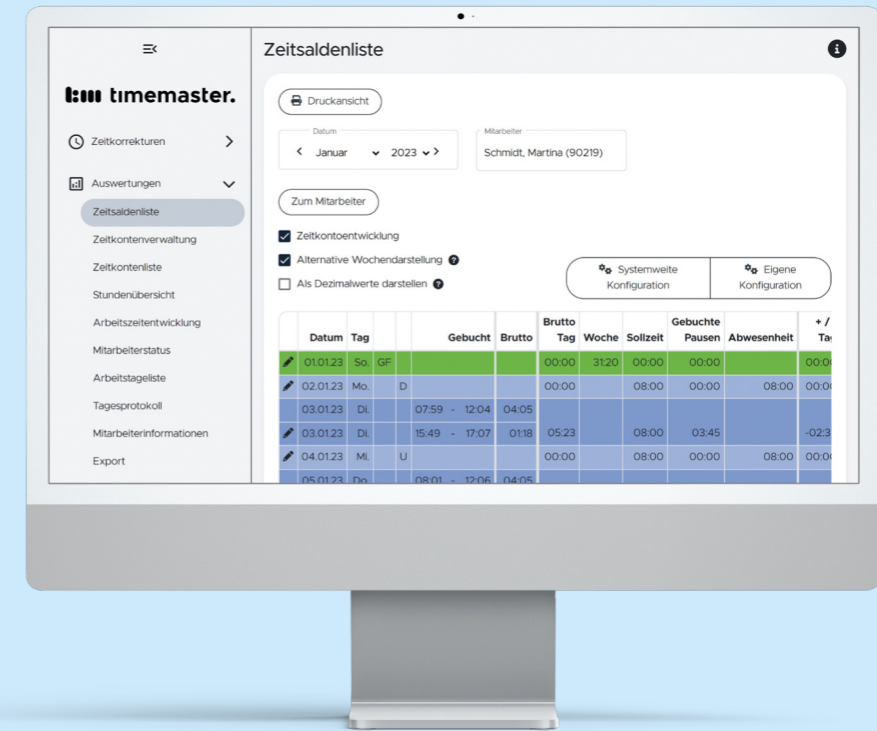 Zeitsaldenliste
timemaster.
Zeitkorrekturen
Auswertungen
Zeitsaldenliste
Zeitkontenverwaltung
Zeitkontenliste
Stundenübersicht
Arbeitszeitentwicklung
Mitarbeiterstatus
Arbeitstageliste
Tagesprotokoll
Mitarbeiterinformationen
Export
Druckansicht
Datum
Januar 2023
Mitarbeiter
Schmidt, Martina (90219)
Zum Mitarbeiter
Zeitkontoentwicklung
Alternative Wochendarstellung
Als Dezimalwerte darstellen
Systemweite
Konfiguration
Eigene
Konfiguration
Datum Tag Gebucht Brutto Brutto Tag Woche Sollzeit Gebuchte Pausen Abwesenheit + /
01.01.23 So. GF 00:00 31:20 00:00 00:00
02.01.23 Mo. D 00:00 08:00 00:00 08:00
03.01.23 Di. 07:59 - 12:04 04:05
03.01.23 Di. 15:49 - 17:07 01:18 05:23 08:00 03:45
04.01.23 Mi. U 00:00 08:00 00:00 08:00
05.01.23 Do. 08:01 - 12:06 04:05